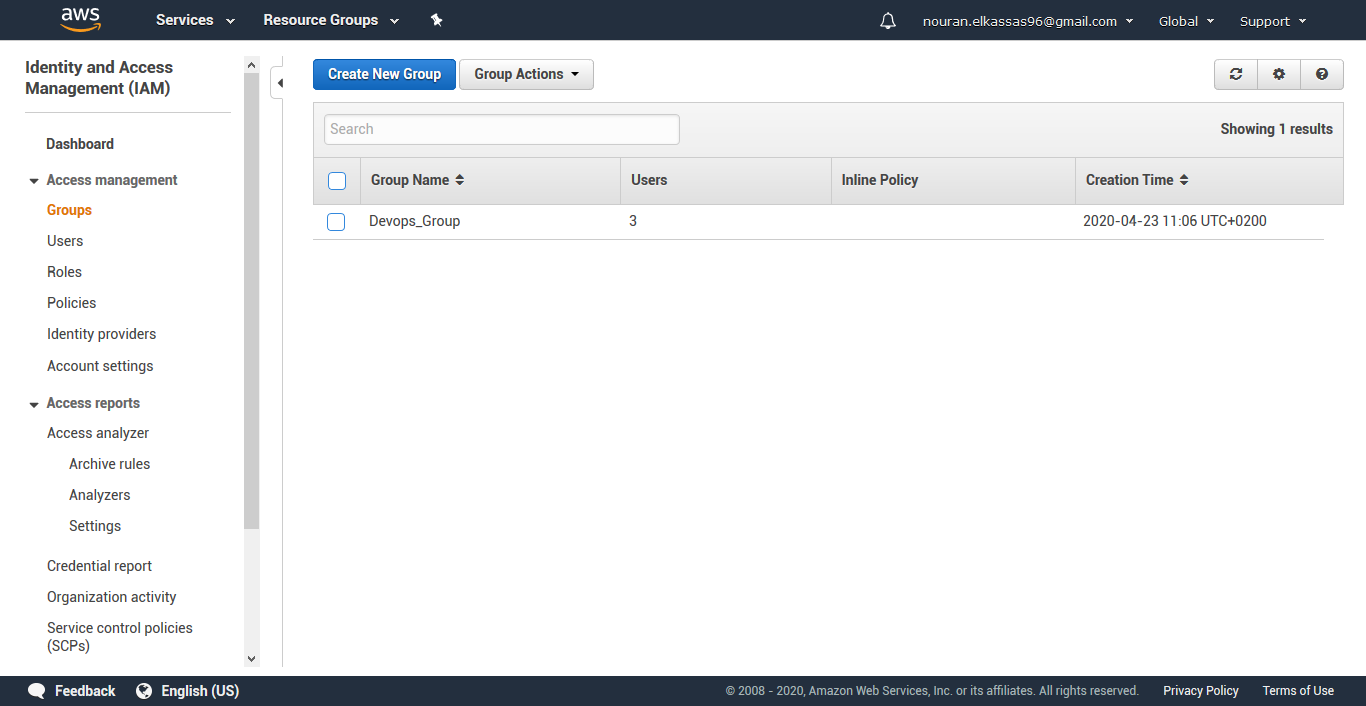 aws
Services
Resource Groups
nouran.elkassas96@gmail.com
Global
Support
Identity and Access
Management (IAM)
Dashboard
Access management
Groups
Users
Roles
Policies
Identity providers
Account settings
Access reports
Access analyzer
Archive rules
Analyzers
Settings
Credential report
Organization activity
Service control policies
(SCPs)
Create New Group
Group Actions
?
Search
Showing 1 results
Group Name
Users
Inline Policy
Creation Time
Devops_Group
3
2020-04-23 11:06 UTC+0200
Feedback
English (US)
© 2008 - 2020, Amazon Web Services, Inc. or its affiliates. All rights reserved.
Privacy Policy
Terms of Use